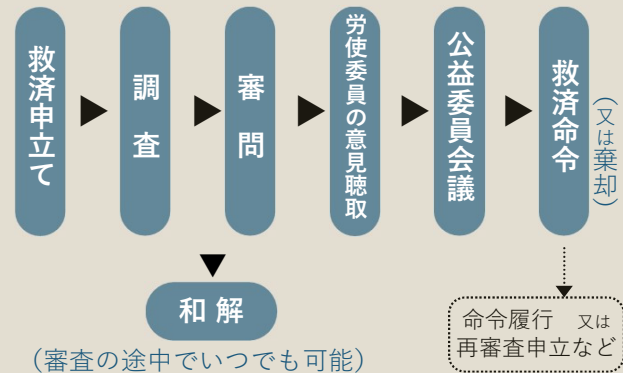 救済申立て
調査
審問
労使委員の意見聴取
公益委員会議
救済命令
（又は棄却）
和解
（審査の途中でいつでも可能）
命令履行 又は
再審査申立など